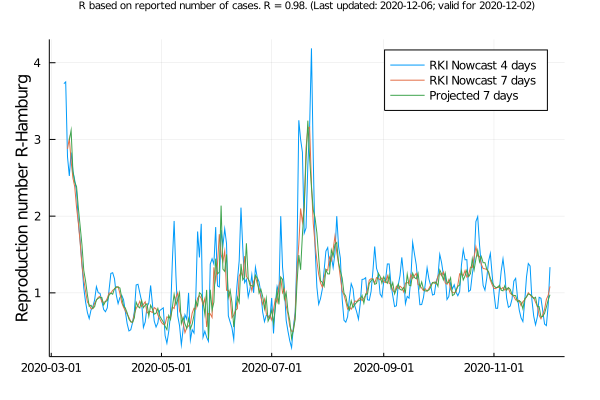 R based on reported number of cases. R = 0.98. (Last updated: 2020-12-06; valid for 2020-12-02)
Reproduction number R-Hamburg
4
3
2
1
RKI Nowcast 4 days
RKI Nowcast 7 days
Projected 7 days
2020-03-01 2020-05-01 2020-07-01 2020-09-01 2020-11-01